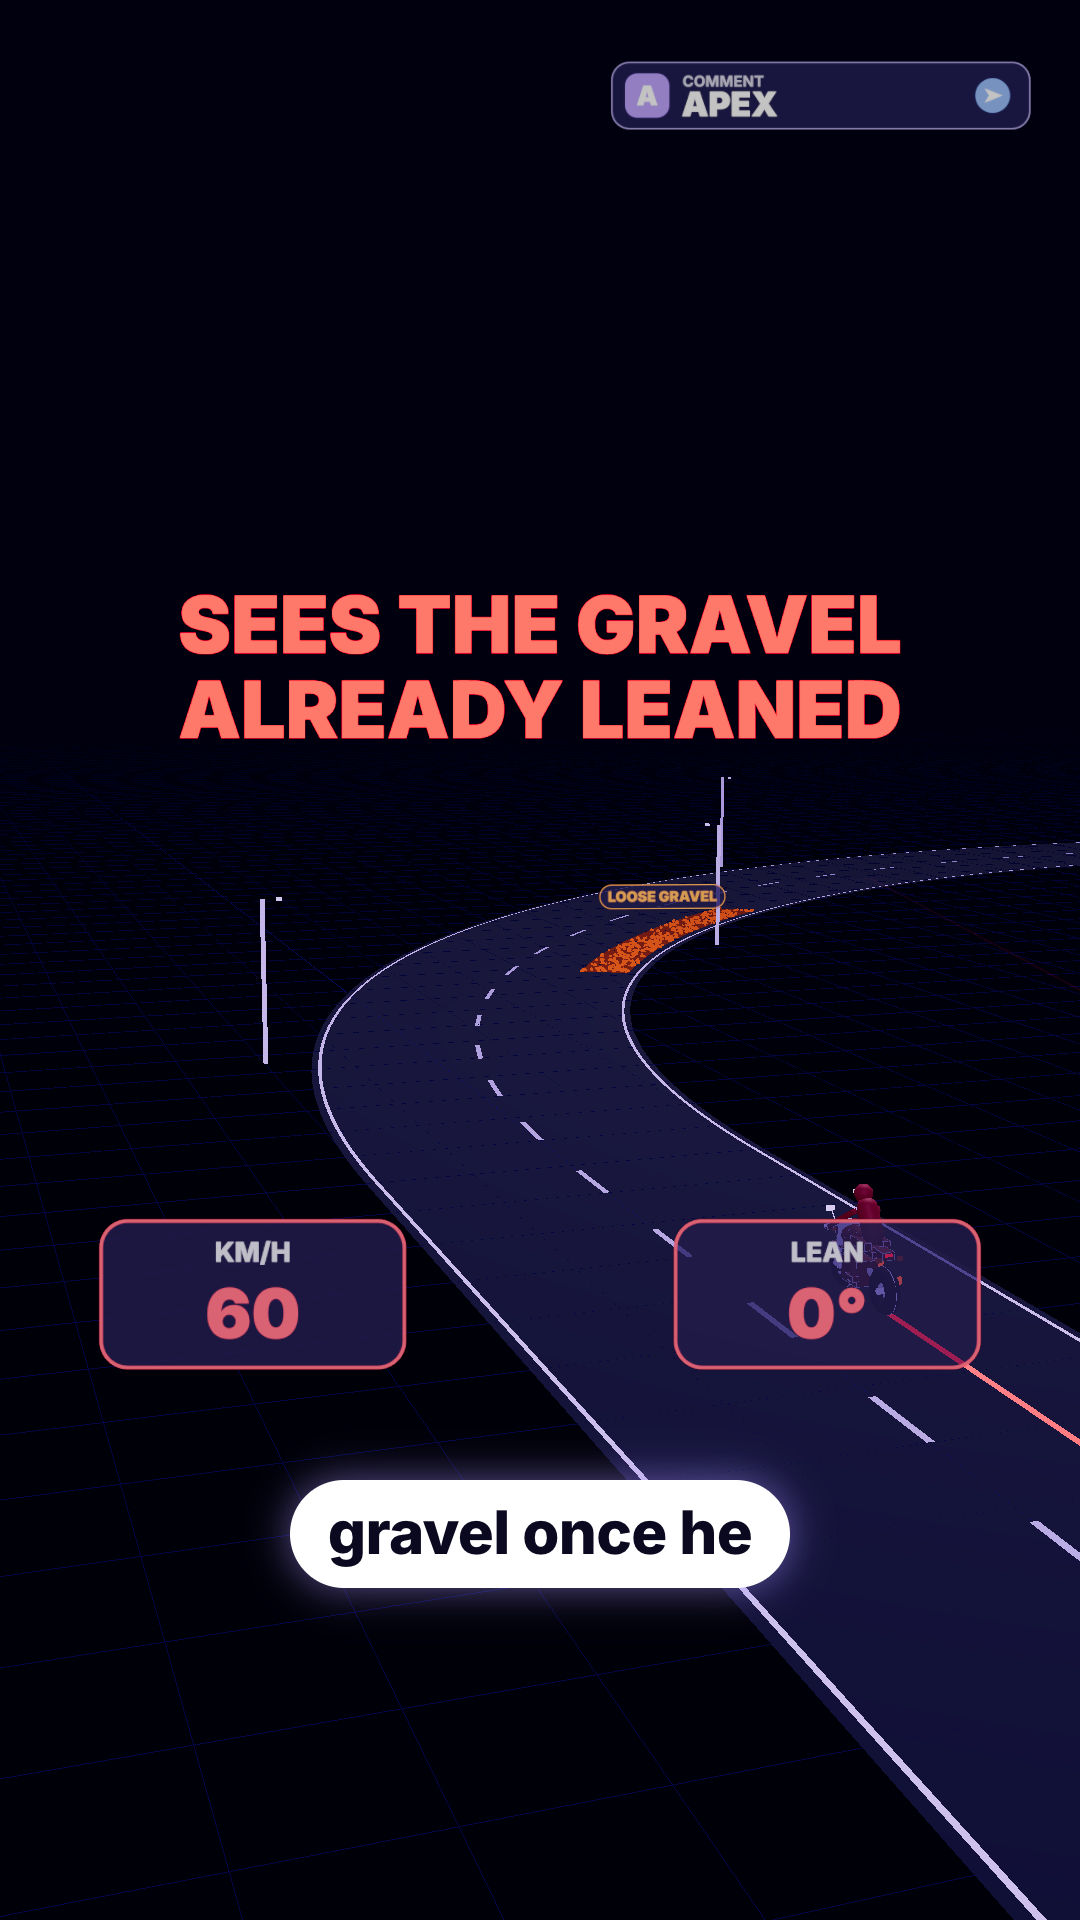 A
COMMENT
APEX
SEES THE GRAVEL
ALREADY LEANED
LOOSE GRAVEL
KM/H
60
LEAN
0°
gravel once he